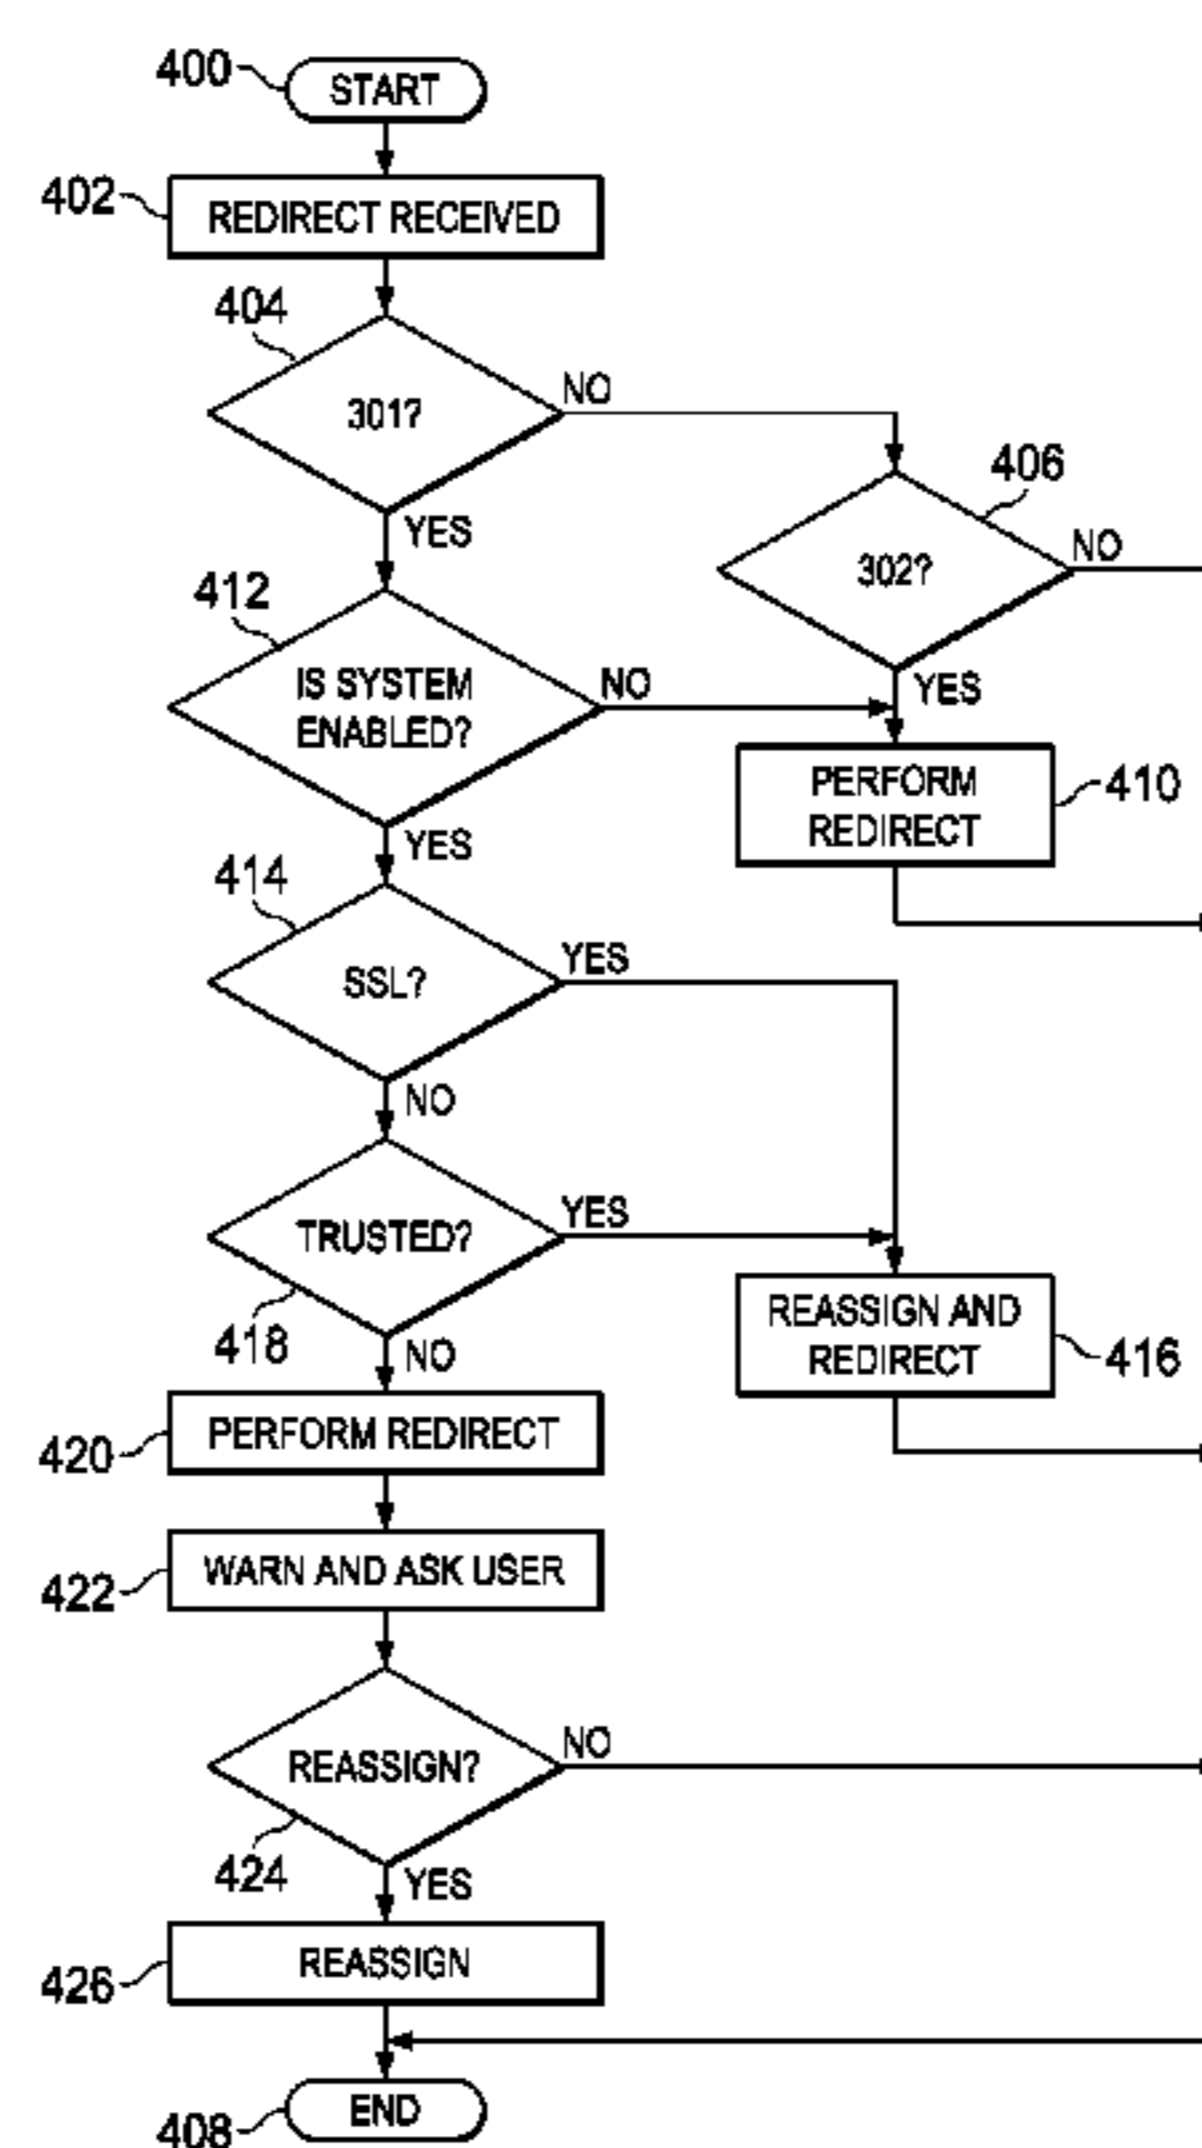 400
START
402
REDIRECT RECEIVED
404
301?
NO
YES
406
302?
NO
YES
412
IS SYSTEM
ENABLED?
NO
YES
PERFORM
REDIRECT
410
414
SSL?
YES
NO
TRUSTED?
YES
418
NO
REASSIGN AND
REDIRECT
416
420
PERFORM REDIRECT
422
WARN AND ASK USER
REASSIGN?
NO
424
YES
426
REASSIGN
408
END